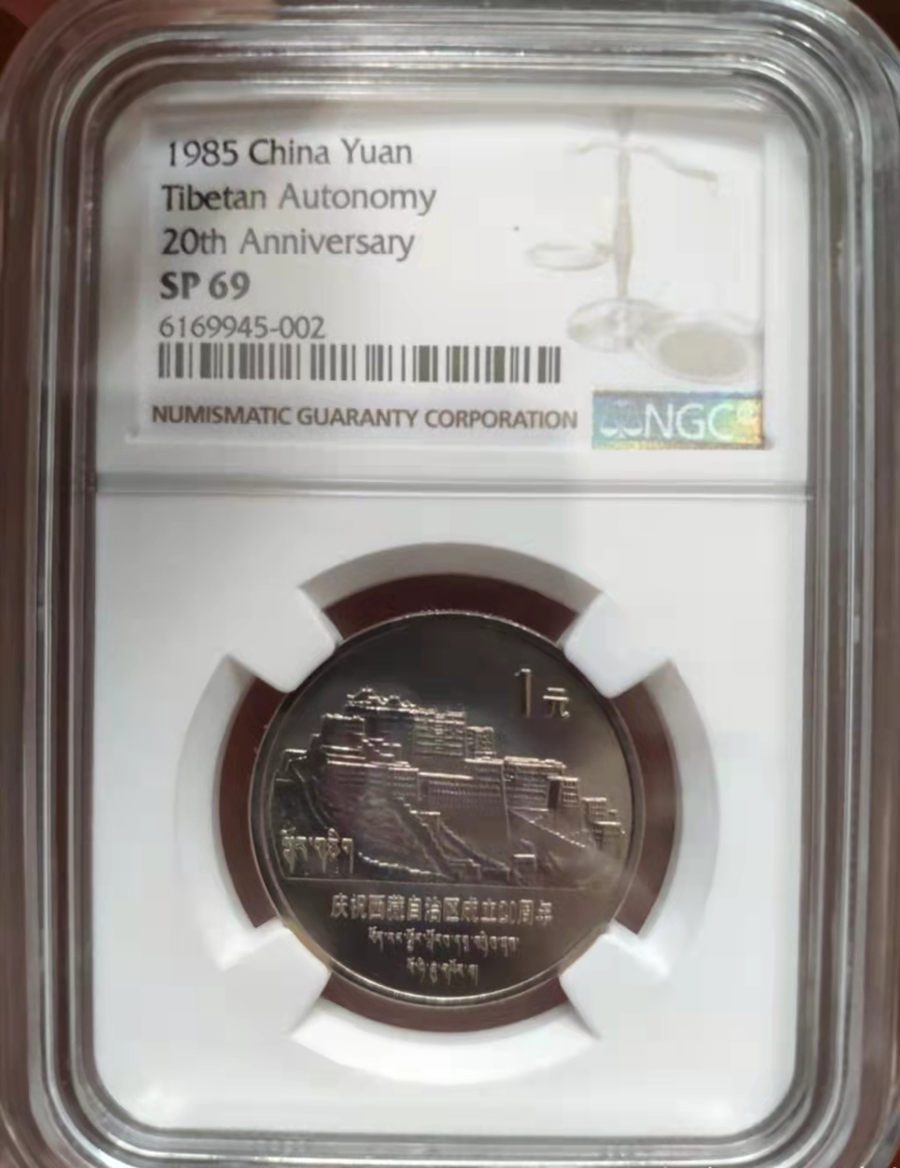 1985 China Yuan
Tibetan Autonomy
20th Anniversary
SP 69
6169945-002
NUMISMATIC GUARANTY CORPORATION
NGC
1元
庆祝西藏自治区成立20周年